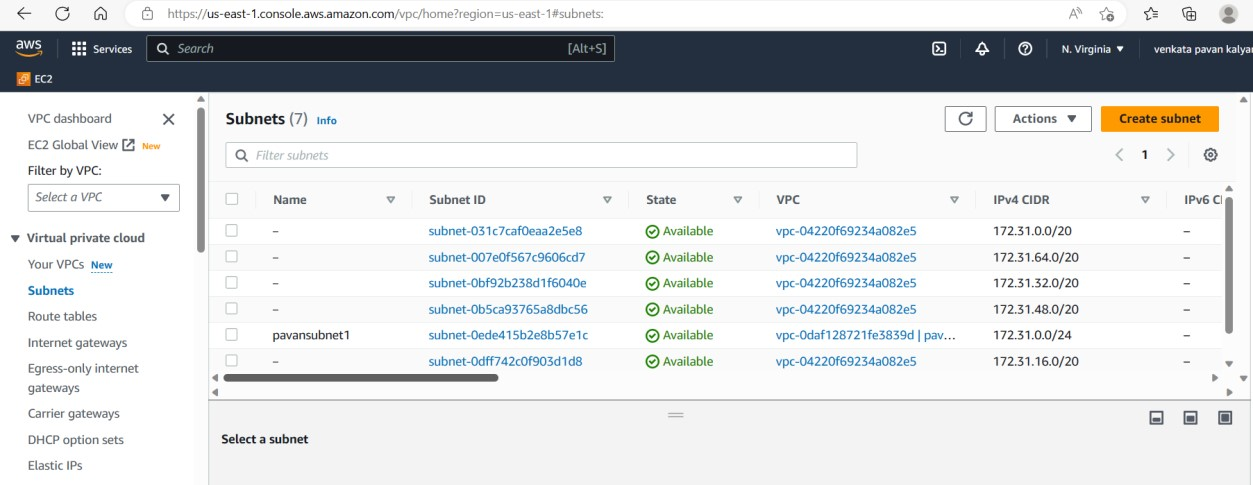 https://us-east-1.console.aws.amazon.com/vpc/home?region=us-east-1#subnets:
aws Services Search [Alt+S] N. Virginia venkata pavan kalyan
EC2
VPC dashboard
EC2 Global View New
Filter by VPC:
Select a VPC
Virtual private cloud
Your VPCs New
Subnets
Route tables
Internet gateways
Egress-only internet
gateways
Carrier gateways
DHCP option sets
Elastic IPs
Subnets (7) Info
Actions Create subnet
Filter subnets
1
Name Subnet ID State VPC IPv4 CIDR IPv6 CI
– subnet-031c7caf0eaa2e5e8 Available vpc-04220f69234a082e5 172.31.0.0/20 –
– subnet-007e0f567c9606cd7 Available vpc-04220f69234a082e5 172.31.64.0/20 –
– subnet-0bf92b238d1f6040e Available vpc-04220f69234a082e5 172.31.32.0/20 –
– subnet-0b5ca93765a8dbc56 Available vpc-04220f69234a082e5 172.31.48.0/20 –
pavansubnet1 subnet-0ede415b2e8b57e1c Available vpc-0daf128721fe3839d | pav... 172.31.0.0/24 –
– subnet-0dff742c0f903d1d8 Available vpc-04220f69234a082e5 172.31.16.0/20 –
Select a subnet